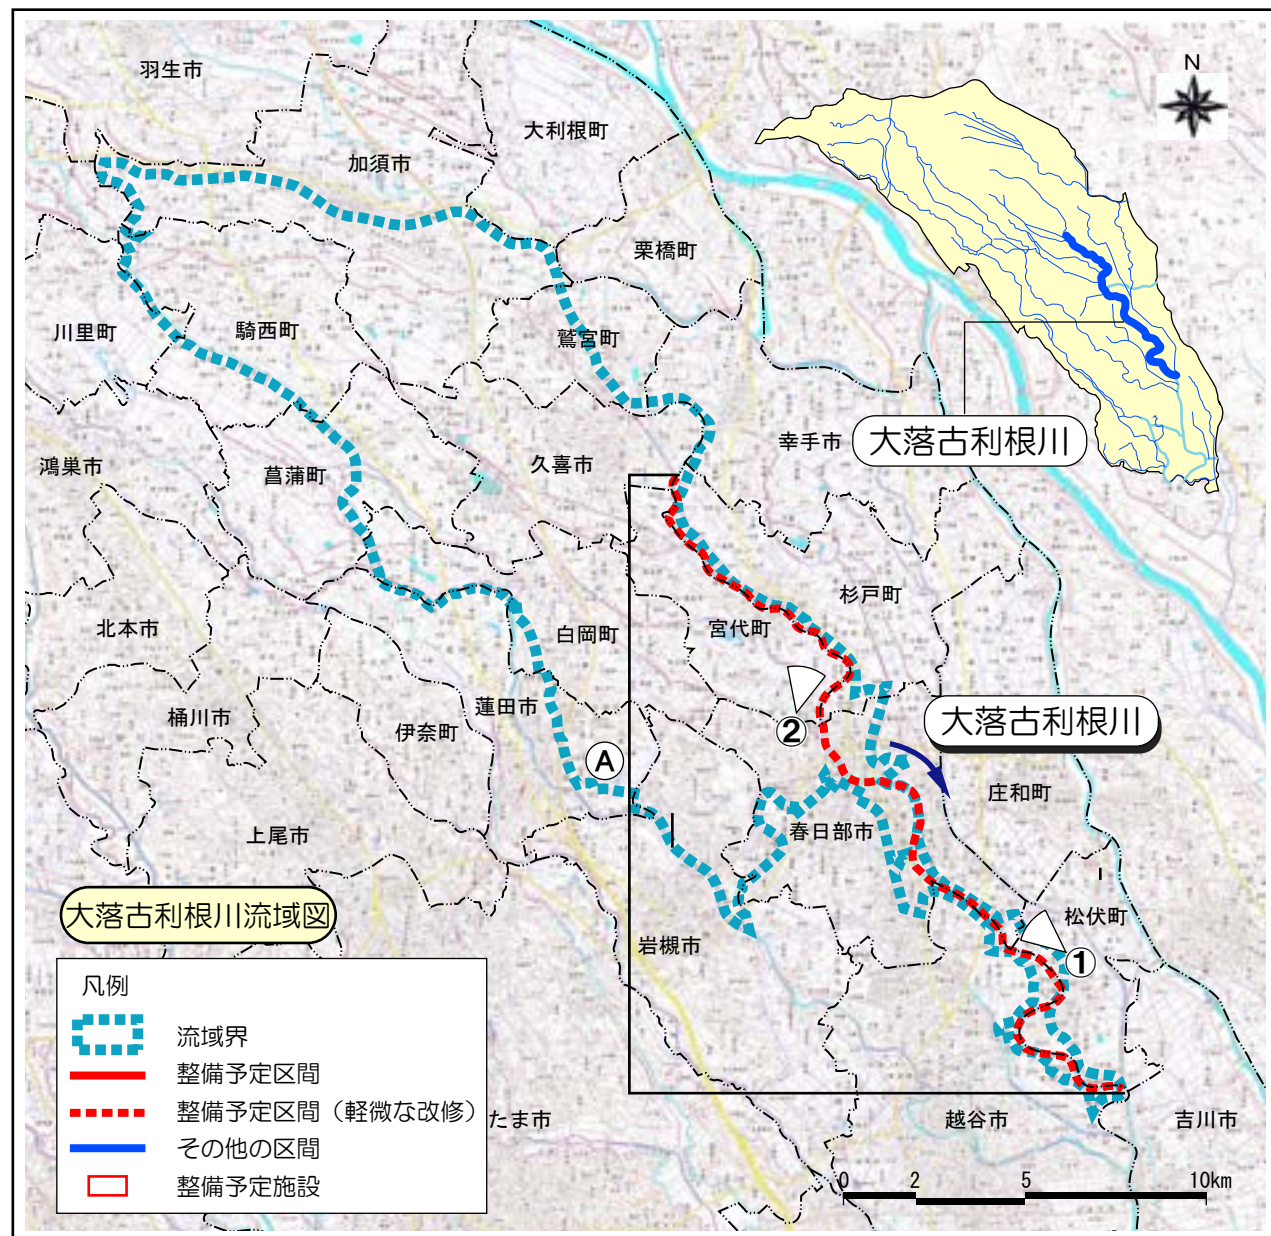 羽生市
N
大利根町
加須市
栗橋町
川里町
騎西町
鷲宮町
大落古利根川
幸手市
鴻巣市
菖蒲町
久喜市
杉戸町
北本市
白岡町
宮代町
蓮田市
桶川市
伊奈町
大落古利根川
②
A
庄和町
上尾市
春日部市
大落古利根川流域図
松伏町
岩槻市
①
凡例
流域界
整備予定区間
整備予定区間（軽微な改修）
たま市
越谷市
吉川市
その他の区間
整備予定施設
0 2 5 10km